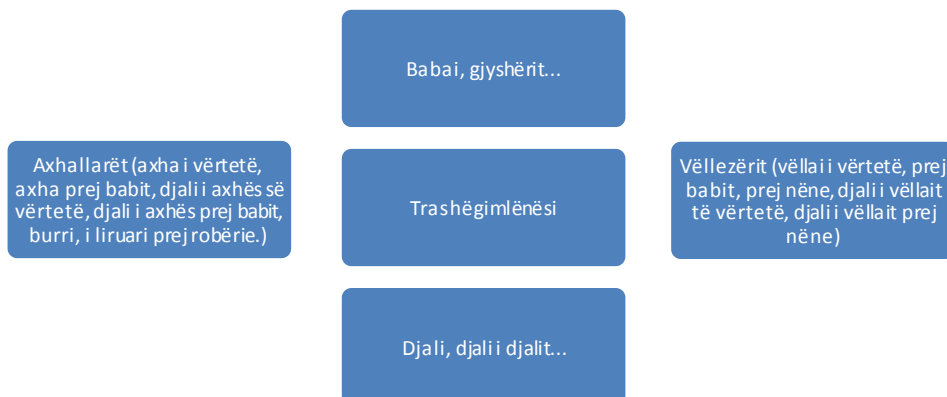 Babai, gjyshërit...
Axhallarët (axha i vërtetë,
axha prej babit, djali i axhës së
vërtetë, djali i axhës prej babit,
burri, i liruari prej robërie.)
Trashëgimlënësi
Vëllezërit (vëllai i vërtetë, prej
babit, prej nëne, djali i vëllait
të vërtetë, djali i vëllait prej
nëne)
Djali, djali i djalit...